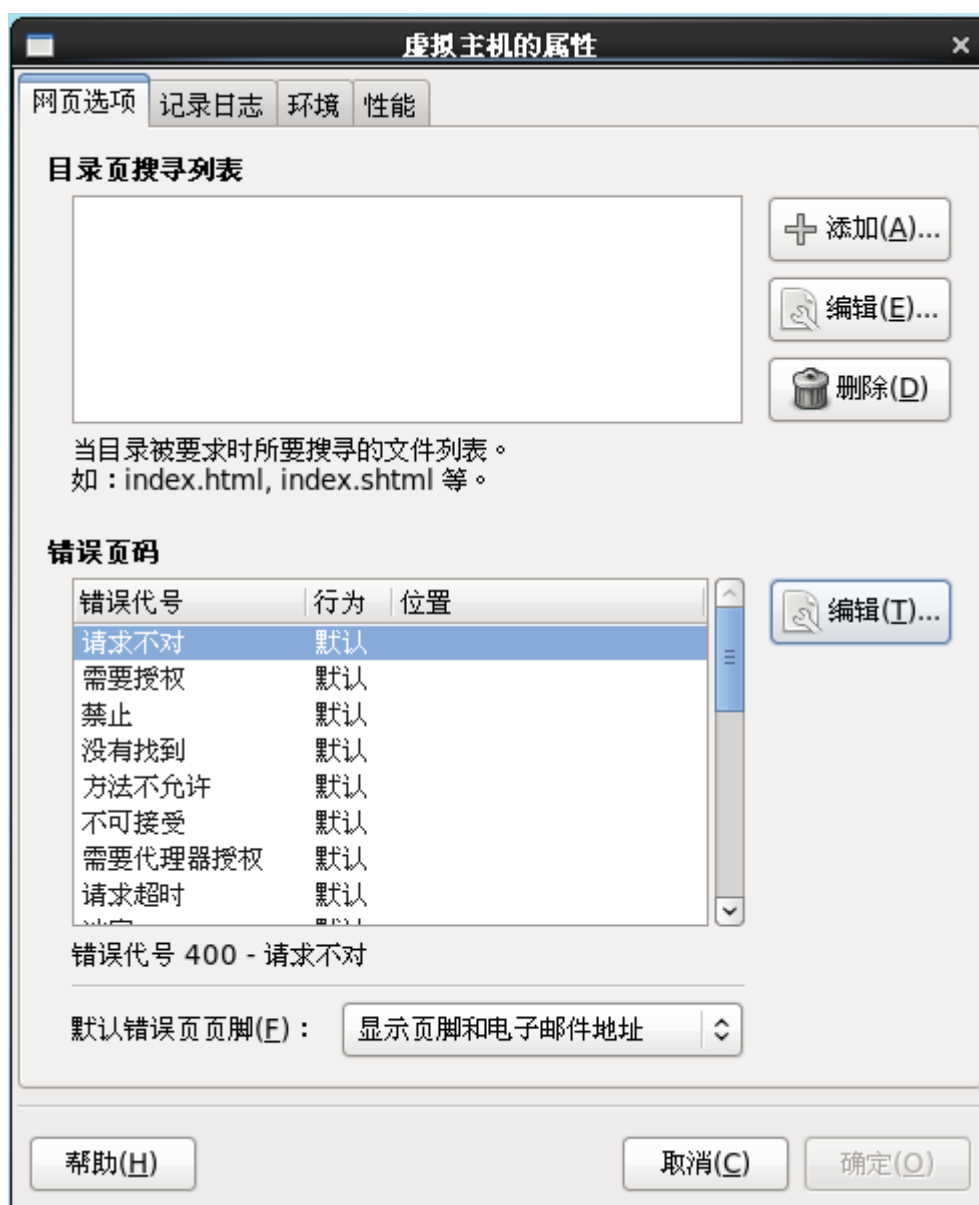 虚拟主机的属性
网页选项 记录日志 环境 性能
目录页搜寻列表
添加(A)...
编辑(E)...
删除(D)
当目录被要求时所要搜寻的文件列表。
如：index.html, index.shtml 等。
错误页码
错误代号 行为 位置
编辑(T)...
请求不对 默认
需要授权 默认
禁止 默认
没有找到 默认
方法不允许 默认
不可接受 默认
需要代理器授权 默认
请求超时 默认
错误代号 400 - 请求不对
默认错误页页脚(F)： 显示页脚和电子邮件地址
帮助(H) 取消(C) 确定(O)